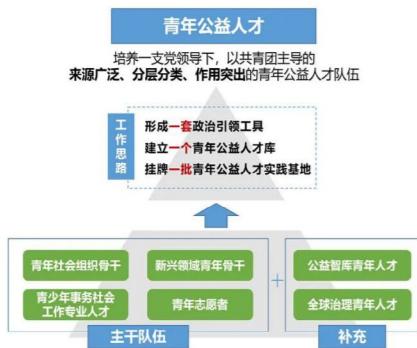 青年公益人才
培养一支党领导下，以共青团主导的
来源广泛、分层分类、作用突出的青年公益人才队伍
工作思路
形成一套政治引领工具
建立一个青年公益人才库
挂牌一批青年公益人才实践基地
青年社会组织骨干
新兴领域青年骨干
青少年事务社会
工作专业人才
青年志愿者
主干队伍
+
公益智库青年人才
全球治理青年人才
补充